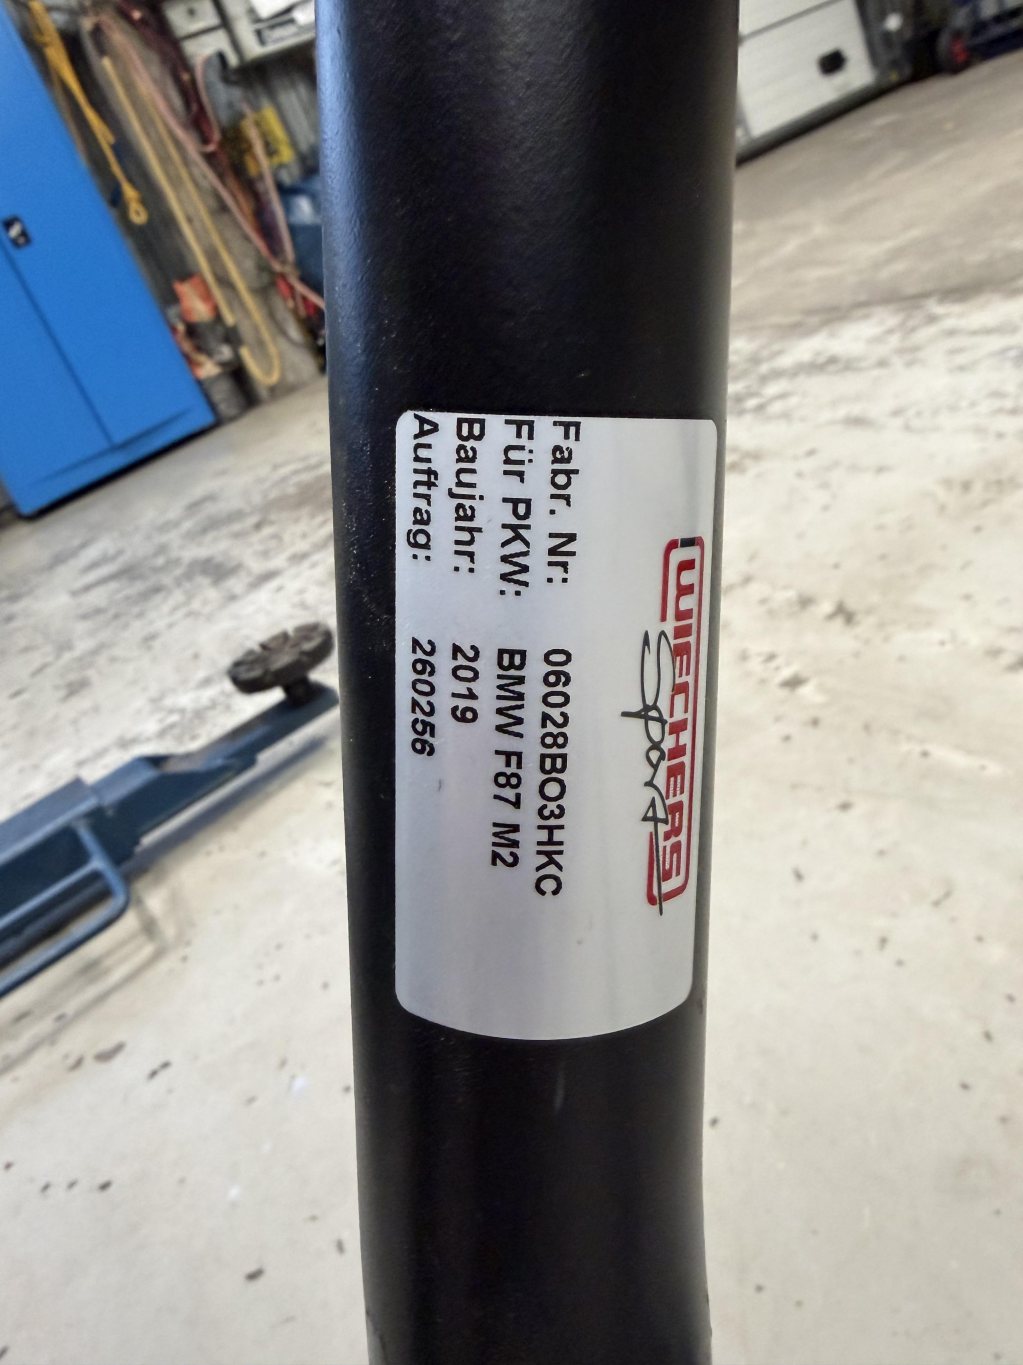 WIECHERS
Sport
Fabr. Nr: 06028BO3HKC
Für PKW: BMW F87 M2
Baujahr: 2019
Auftrag: 260256